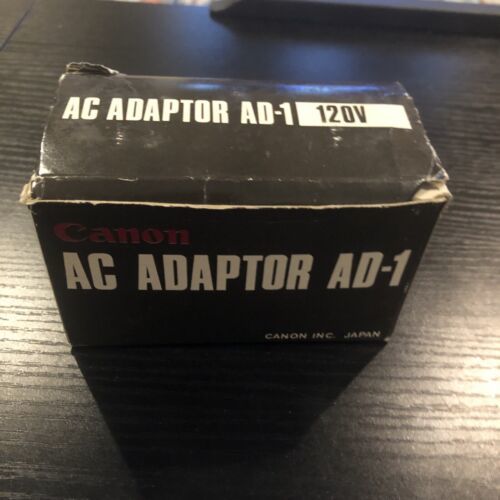 AC ADAPTOR AD-1 120V
Canon
AC ADAPTOR AD-1
CANON INC. JAPAN